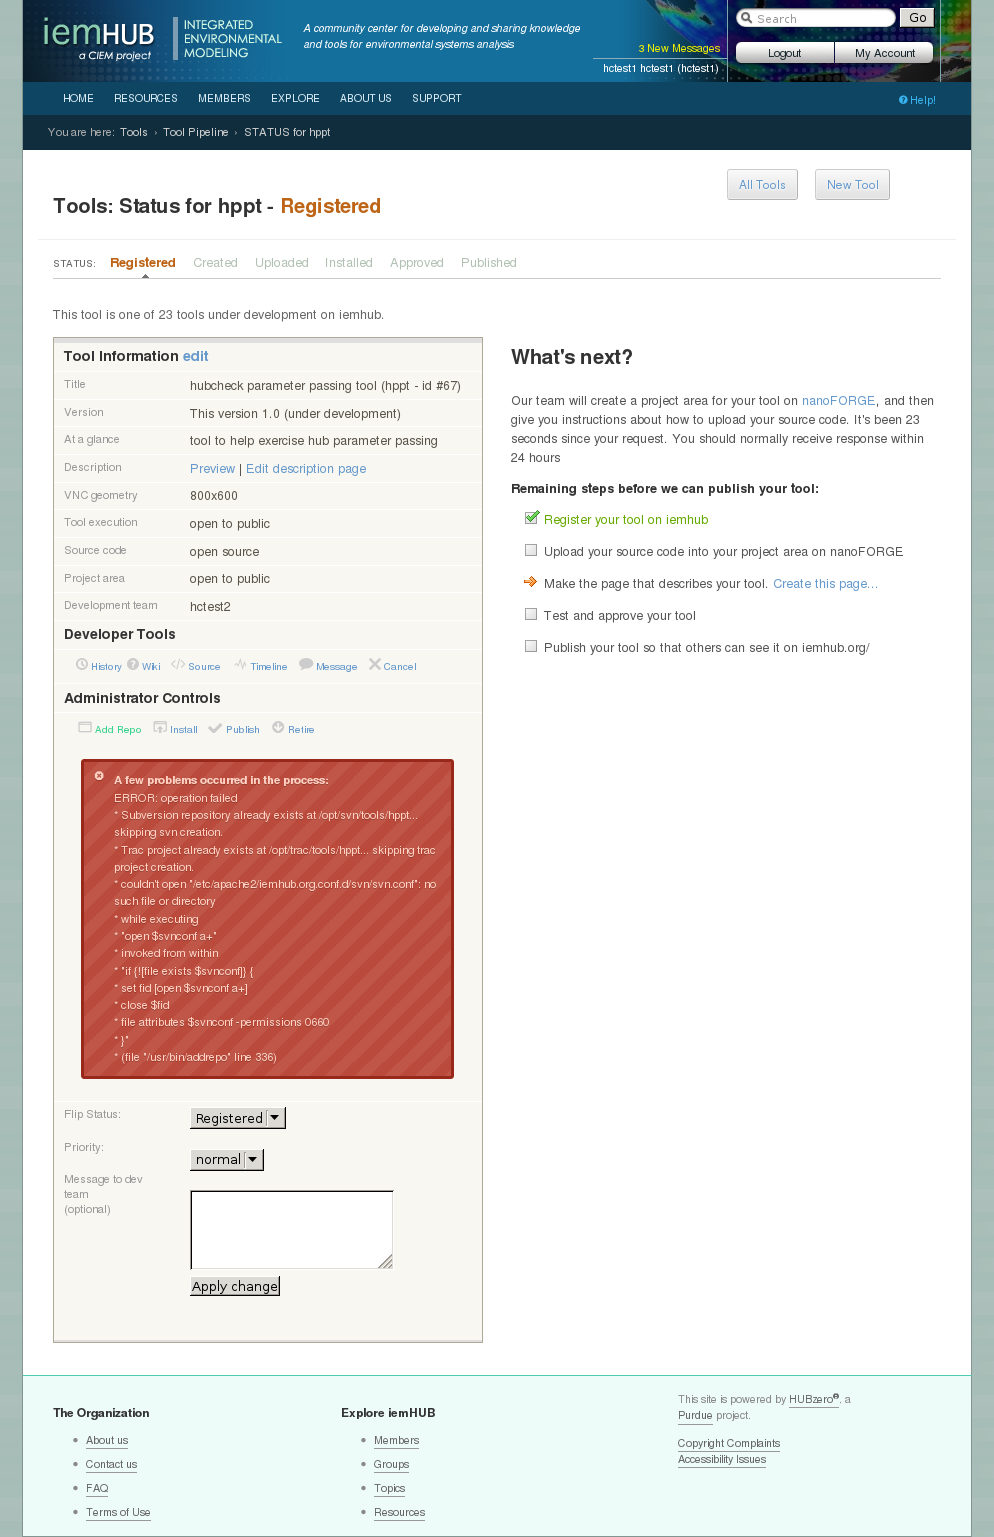 iemHUB
a CIEM project
INTEGRATED
ENVIRONMENTAL
MODELING
A community center for developing and sharing knowledge
and tools for environmental systems analysis
3 New Messages
hctest1 hctest1 (hctest1)
Search
Go
Logout
My Account
HOME RESOURCES MEMBERS EXPLORE ABOUT US SUPPORT
Help!
You are here: Tools › Tool Pipeline › STATUS for hppt
All Tools
New Tool
Tools: Status for hppt - Registered
STATUS: Registered Created Uploaded Installed Approved Published
This tool is one of 23 tools under development on iemhub.
Tool Information edit
Title hubcheck parameter passing tool (hppt - id #67)
Version This version 1.0 (under development)
At a glance tool to help exercise hub parameter passing
Description Preview | Edit description page
VNC geometry 800x600
Tool execution open to public
Source code open source
Project area open to public
Development team hctest2
Developer Tools
History Wiki Source Timeline Message Cancel
Administrator Controls
Add Repo Install Publish Retire
A few problems occurred in the process:
ERROR: operation failed
* Subversion repository already exists at /opt/svn/tools/hppt...
skipping svn creation.
* Trac project already exists at /opt/trac/tools/hppt... skipping trac
project creation.
* couldn't open "/etc/apache2/iemhub.org.conf.d/svn/svn.conf": no
such file or directory
* while executing
* "open $svnconf a+"
* invoked from within
* "if {![file exists $svnconf]} {
* set fid [open $svnconf a+]
* close $fid
* file attributes $svnconf -permissions 0660
* }"
* (file "/usr/bin/addrepo" line 336)
Flip Status: Registered
Priority: normal
Message to dev
team
(optional)
Apply change
What's next?
Our team will create a project area for your tool on nanoFORGE, and then
give you instructions about how to upload your source code. It's been 23
seconds since your request. You should normally receive response within
24 hours
Remaining steps before we can publish your tool:
Register your tool on iemhub
Upload your source code into your project area on nanoFORGE
Make the page that describes your tool. Create this page...
Test and approve your tool
Publish your tool so that others can see it on iemhub.org/
The Organization
About us
Contact us
FAQ
Terms of Use
Explore iemHUB
Members
Groups
Topics
Resources
This site is powered by HUBzero®, a
Purdue project.
Copyright Complaints
Accessibility Issues